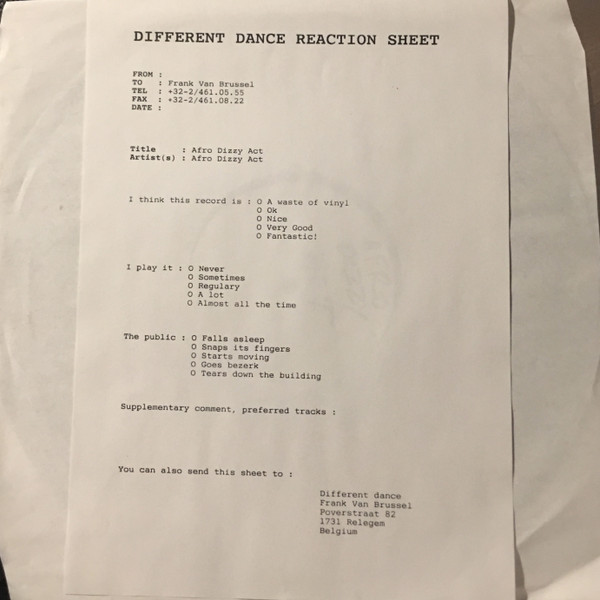 DIFFERENT DANCE REACTION SHEET
FROM :
TO : Frank Van Brussel
TEL : +32-2/461.05.55
FAX : +32-2/461.08.22
DATE :
Title : Afro Dizzy Act
Artist(s) : Afro Dizzy Act
I think this record is : O A waste of vinyl
O Ok
O Nice
O Very Good
O Fantastic!
I play it : O Never
O Sometimes
O Regulary
O A lot
O Almost all the time
The public : O Falls asleep
O Snaps its fingers
O Starts moving
O Goes bezerk
O Tears down the building
Supplementary comment, preferred tracks :
You can also send this sheet to :
Different dance
Frank Van Brussel
Poverstraat 82
1731 Relegem
Belgium